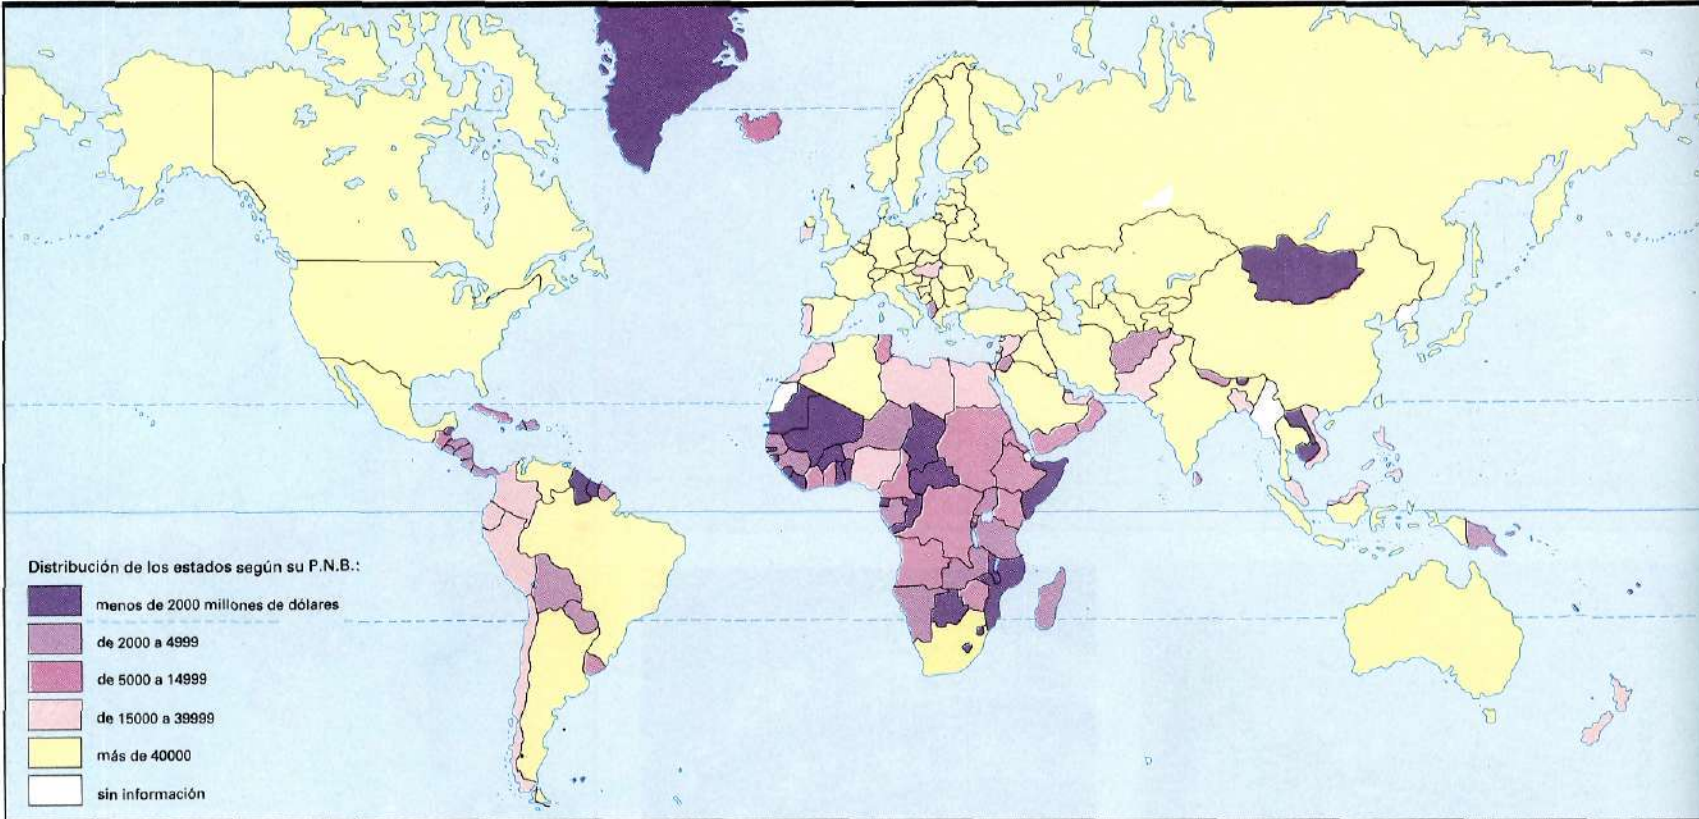 Distribución de los estados según su P.N.B.:
menos de 2000 millones de dólares
de 2000 a 4999
de 5000 a 14999
de 15000 a 39999
más de 40000
sin información